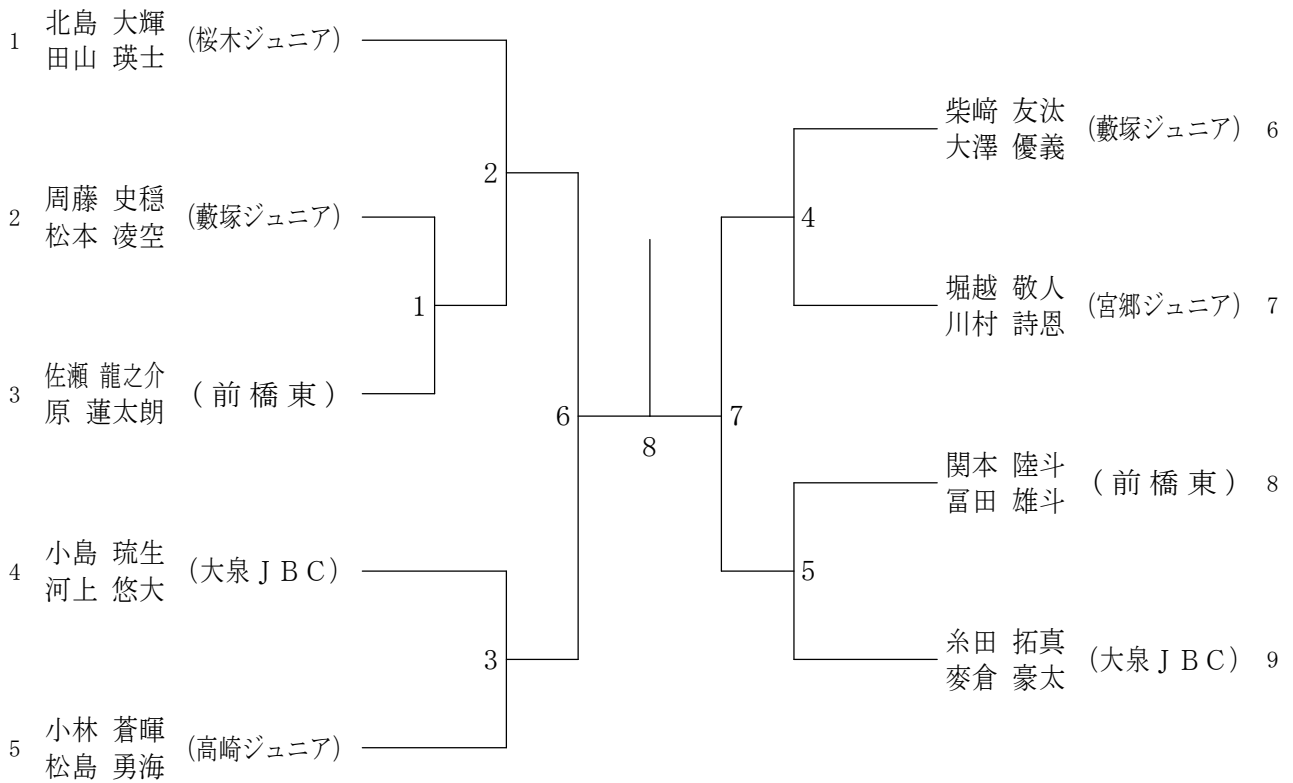 1 北島 大輝 (桜木ジュニア)
田山 瑛士
2 周藤 史穏 (藪塚ジュニア)
松本 凌空
3 佐瀬 龍之介 (前橋東)
原 蓮太朗
4 小島 琉生 (大泉ＪＢＣ)
河上 悠大
5 小林 蒼暉 (高崎ジュニア)
松島 勇海
2
1
6
3
8
7
4
5
柴﨑 友汰 (藪塚ジュニア) 6
大澤 優義
堀越 敬人 (宮郷ジュニア) 7
川村 詩恩
関本 陸斗 (前橋東) 8
冨田 雄斗
糸田 拓真 (大泉ＪＢＣ) 9
麥倉 豪太